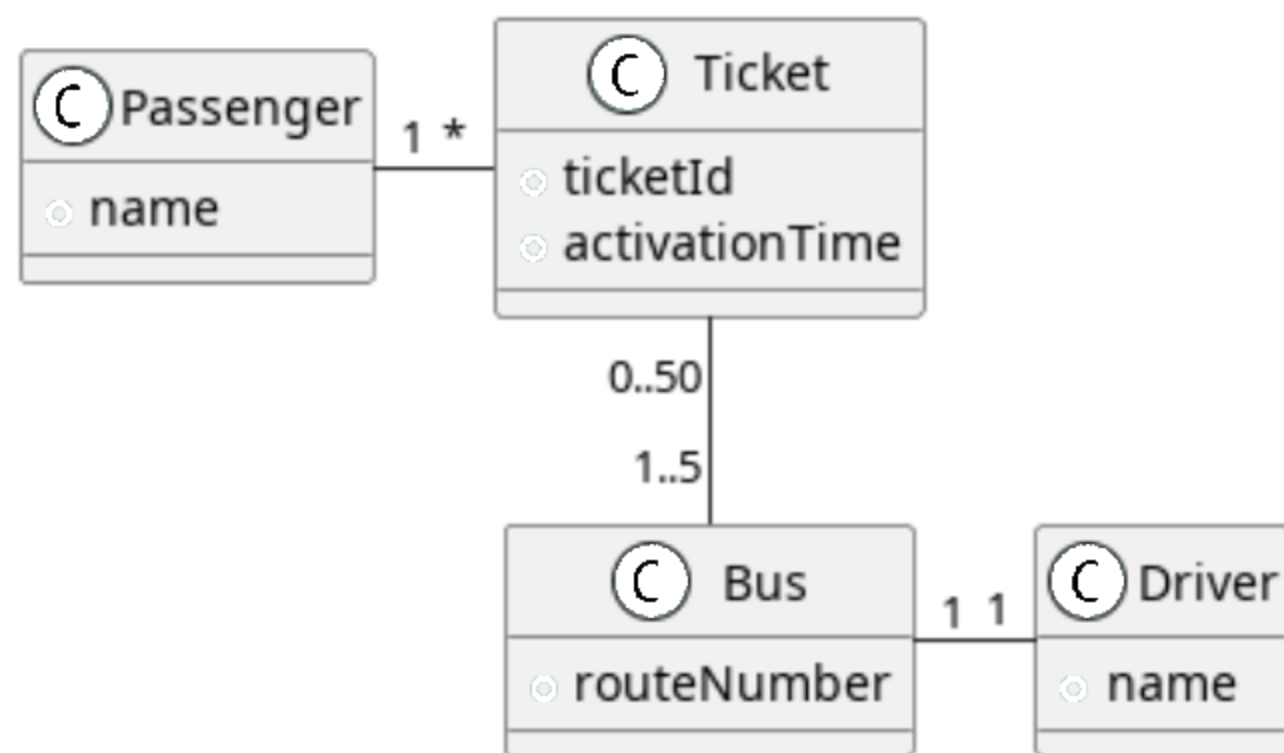 C Passenger
name
1 *
C Ticket
ticketId
activationTime
0..50
1..5
C Bus
routeNumber
1 1
C Driver
name